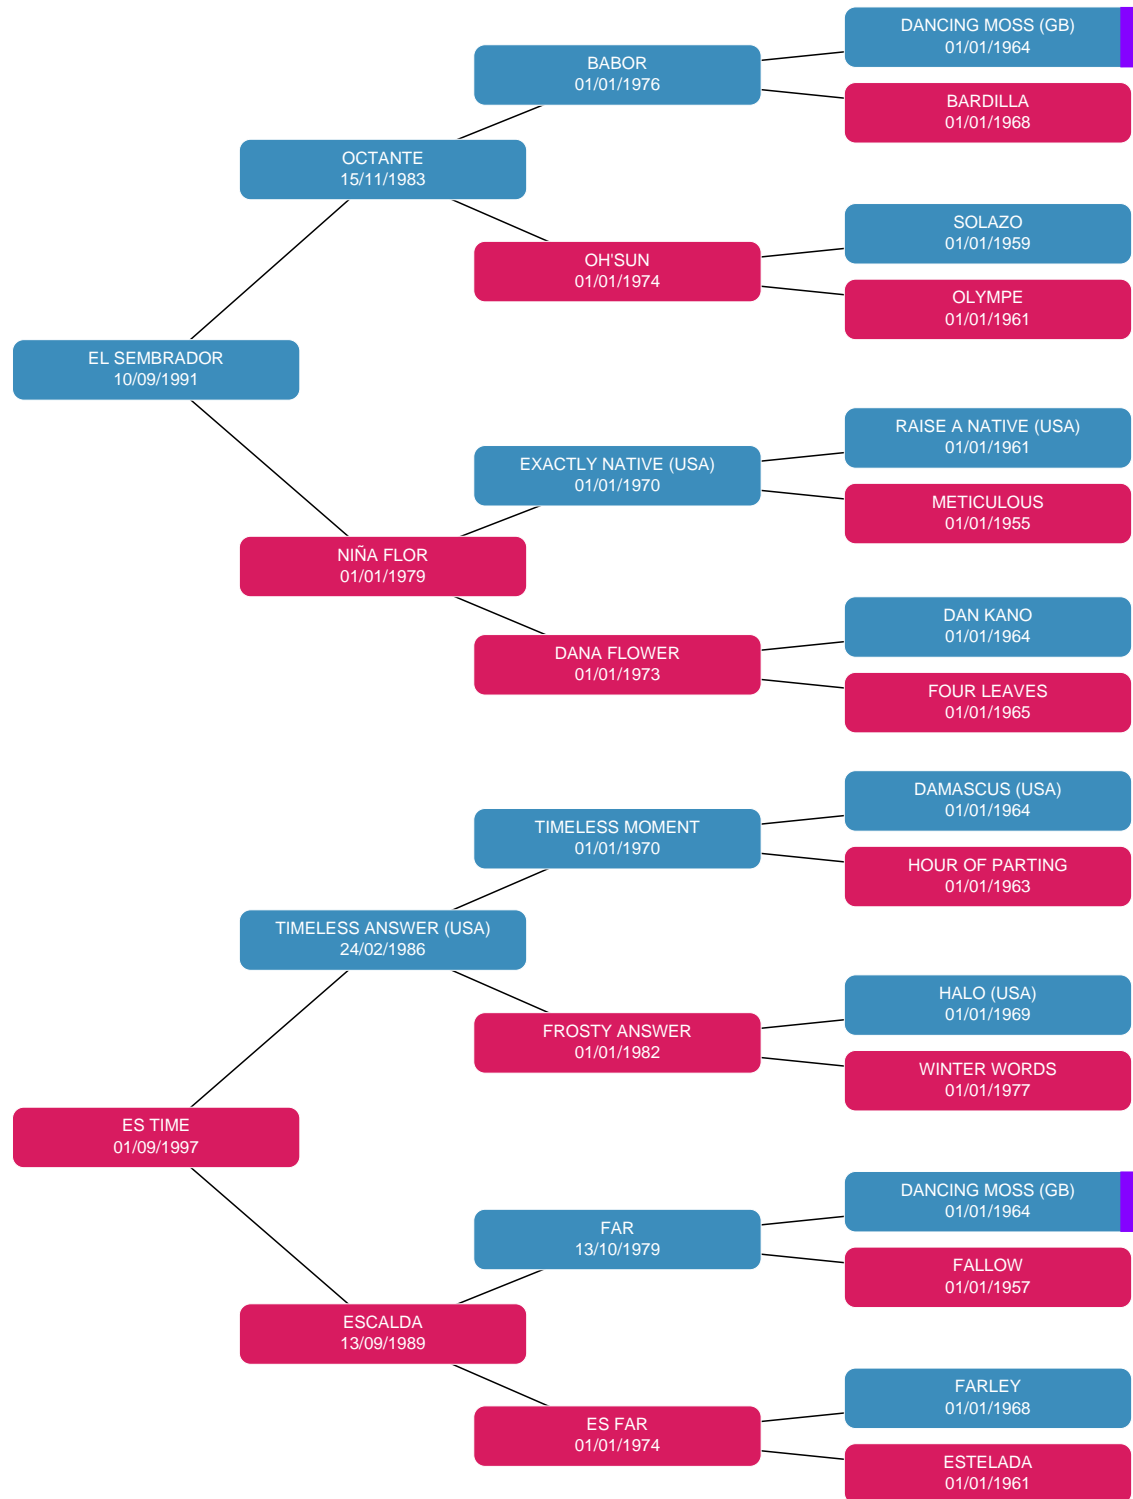 DANCING MOSS (GB)
01/01/1964
BABOR
01/01/1976
BARDILLA
01/01/1968
OCTANTE
15/11/1983
SOLAZO
01/01/1959
OH'SUN
01/01/1974
OLYMPE
01/01/1961
EL SEMBRADOR
10/09/1991
RAISE A NATIVE (USA)
01/01/1961
EXACTLY NATIVE (USA)
01/01/1970
METICULOUS
01/01/1955
NIÑA FLOR
01/01/1979
DAN KANO
01/01/1964
DANA FLOWER
01/01/1973
FOUR LEAVES
01/01/1965
DAMASCUS (USA)
01/01/1964
TIMELESS MOMENT
01/01/1970
HOUR OF PARTING
01/01/1963
TIMELESS ANSWER (USA)
24/02/1986
HALO (USA)
01/01/1969
FROSTY ANSWER
01/01/1982
WINTER WORDS
01/01/1977
ES TIME
01/09/1997
DANCING MOSS (GB)
01/01/1964
FAR
13/10/1979
FALLOW
01/01/1957
ESCALDA
13/09/1989
FARLEY
01/01/1968
ES FAR
01/01/1974
ESTELADA
01/01/1961